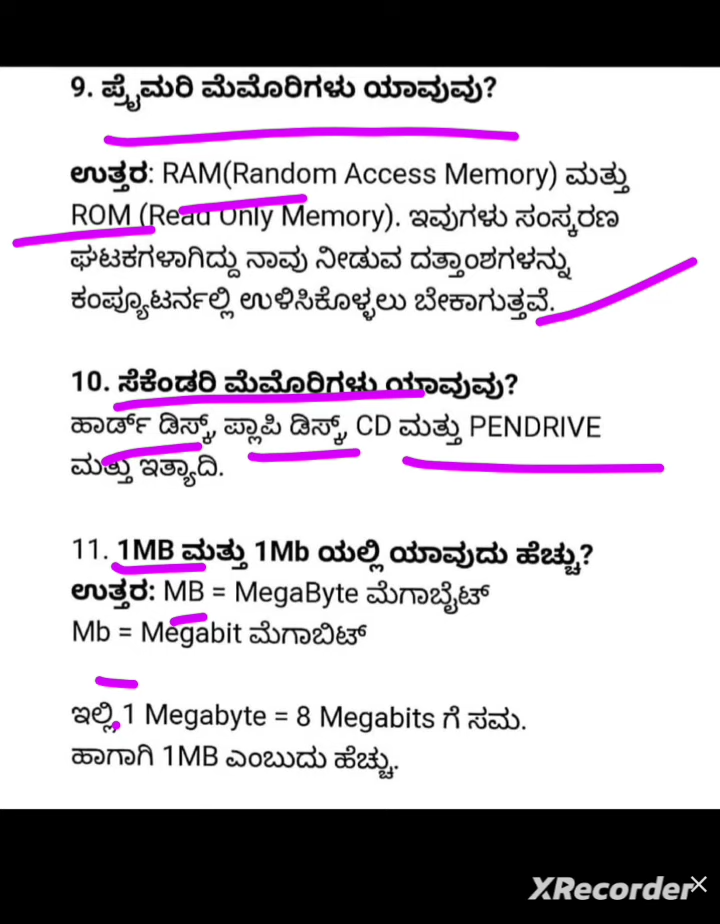 9. ಪ್ರೈಮರಿ ಮೆಮೊರಿಗಳು ಯಾವುವು?
ಉತ್ತರ: RAM(Random Access Memory) ಮತ್ತು
ROM (Read Only Memory). ಇವುಗಳು ಸಂಸ್ಕರಣ
ಘಟಕಗಳಾಗಿದ್ದು ನಾವು ನೀಡುವ ದತ್ತಾಂಶಗಳನ್ನು
ಕಂಪ್ಯೂಟರ್ನಲ್ಲಿ ಉಳಿಸಿಕೊಳ್ಳಲು ಬೇಕಾಗುತ್ತವೆ.
10. ಸೆಕೆಂಡರಿ ಮೆಮೊರಿಗಳು ಯಾವುವು?
ಹಾರ್ಡ್ ಡಿಸ್ಕ್, ಪ್ಲಾಪಿ ಡಿಸ್ಕ್, CD ಮತ್ತು PENDRIVE
ಮತ್ತು ಇತ್ಯಾದಿ.
11. 1MB ಮತ್ತು 1Mb ಯಲ್ಲಿ ಯಾವುದು ಹೆಚ್ಚು?
ಉತ್ತರ: MB = MegaByte ಮೆಗಾಬೈಟ್
Mb = Megabit ಮೆಗಾಬಿಟ್
ಇಲ್ಲಿ,1 Megabyte = 8 Megabits ಗೆ ಸಮ.
ಹಾಗಾಗಿ 1MB ಎಂಬುದು ಹೆಚ್ಚು.
XRecorder